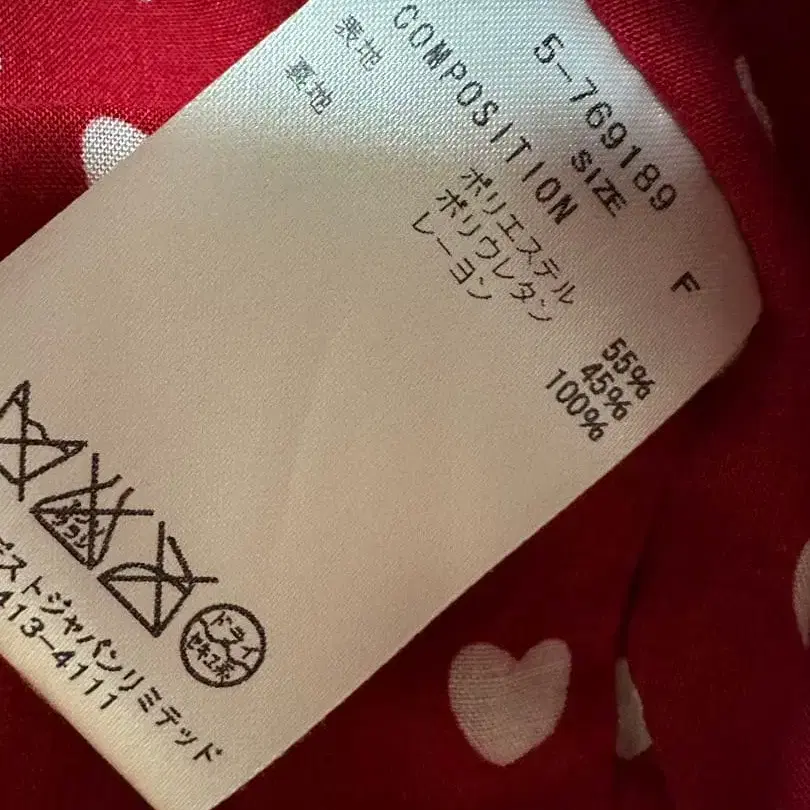 5-769189
SIZE F
COMPOSITION
表地 ポリエステル 55%
ポリウレタン 45%
裏地 レーヨン 100%
ドライ
セキユ系
デストジャパンリミテッド
413-4111